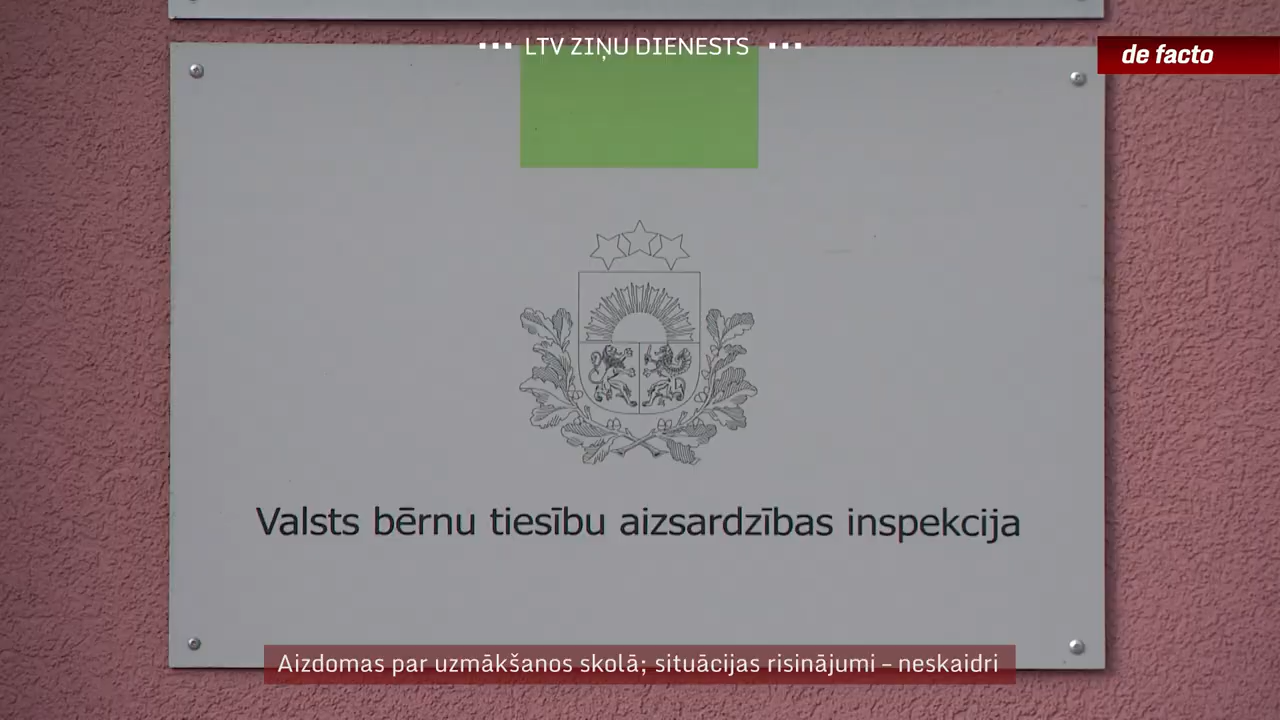 LTV ZIŅU DIENESTS
de facto
Valsts bērnu tiesību aizsardzības inspekcija
Aizdomas par uzmākšanos skolā; situācijas risinājumi – neskaidri